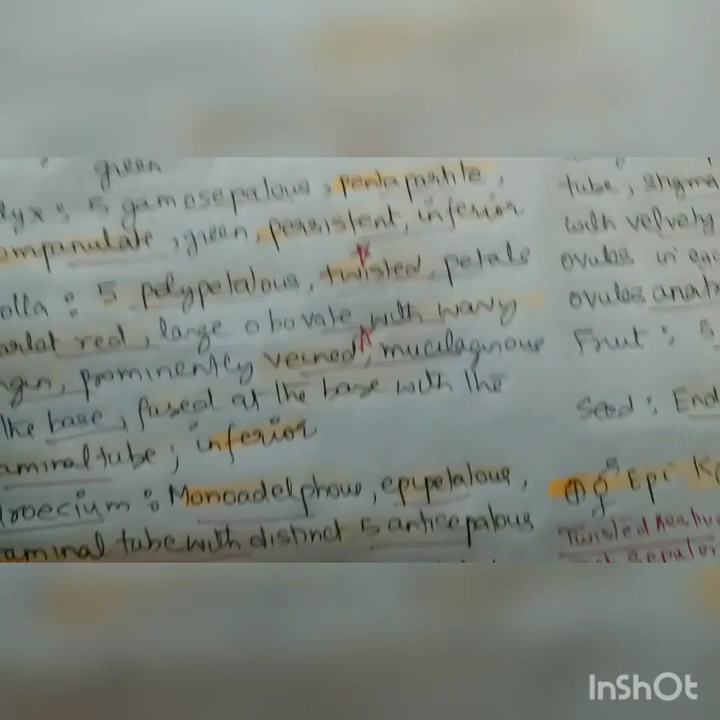 green
lyx : 5 gamosepalous, pentapartite,
ampanulate, green, persistent, inferior
olla : 5 polypetalous, twisted, petals
arlet red, large obovate with wavy
rgin, prominently veined, mucilaginous
the base, fused at the base with the
aminal tube ; inferior
droecium : Monoadelphous, epipetalous,
aminal tube with distinct 5 antisepalous
tube, stigma
with velvety
ovules in
ovules anat
Fruit : 5
Seed : End
Epi K
Twisted
sepalo
InShOt